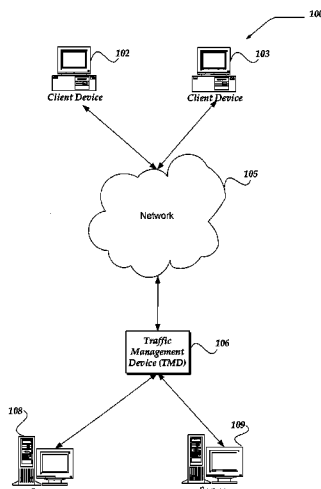 100
102
103
Client Device
Client Device
105
Network
Traffic
Management
Device (TMD)
106
108
109